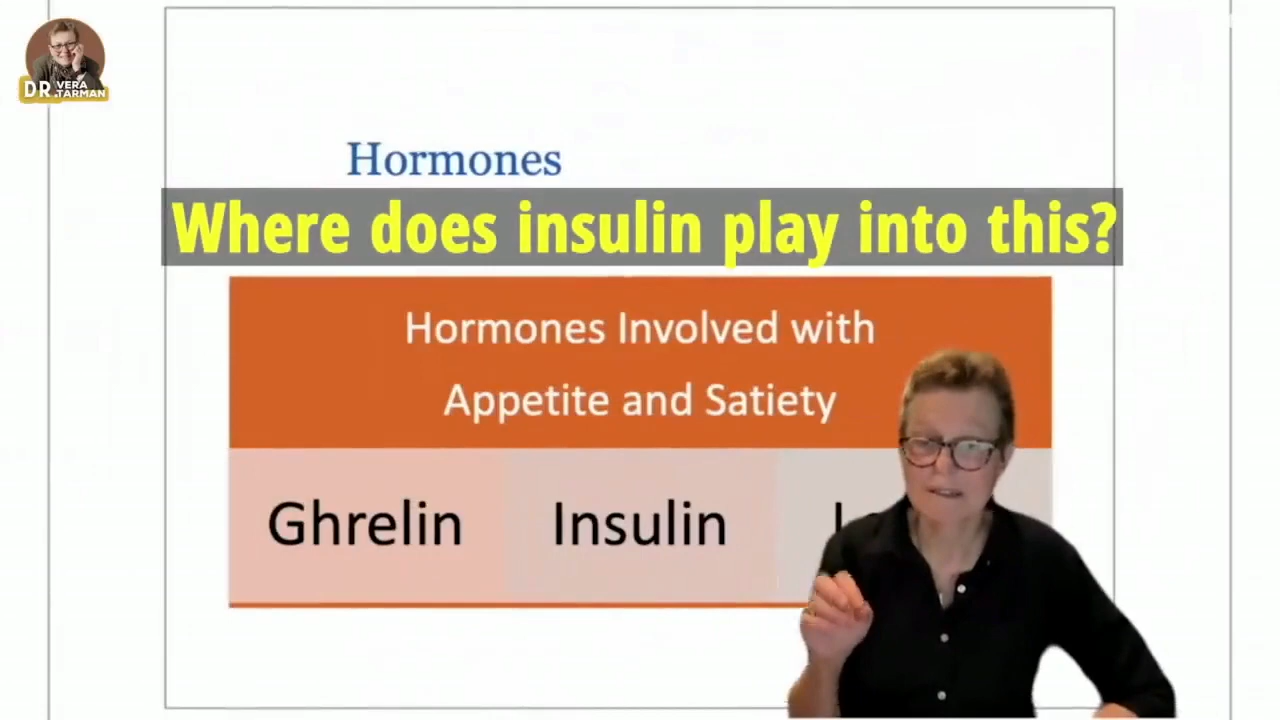 DR. VERA
TARMAN
Hormones
Where does insulin play into this?
Hormones Involved with
Appetite and Satiety
Ghrelin Insulin